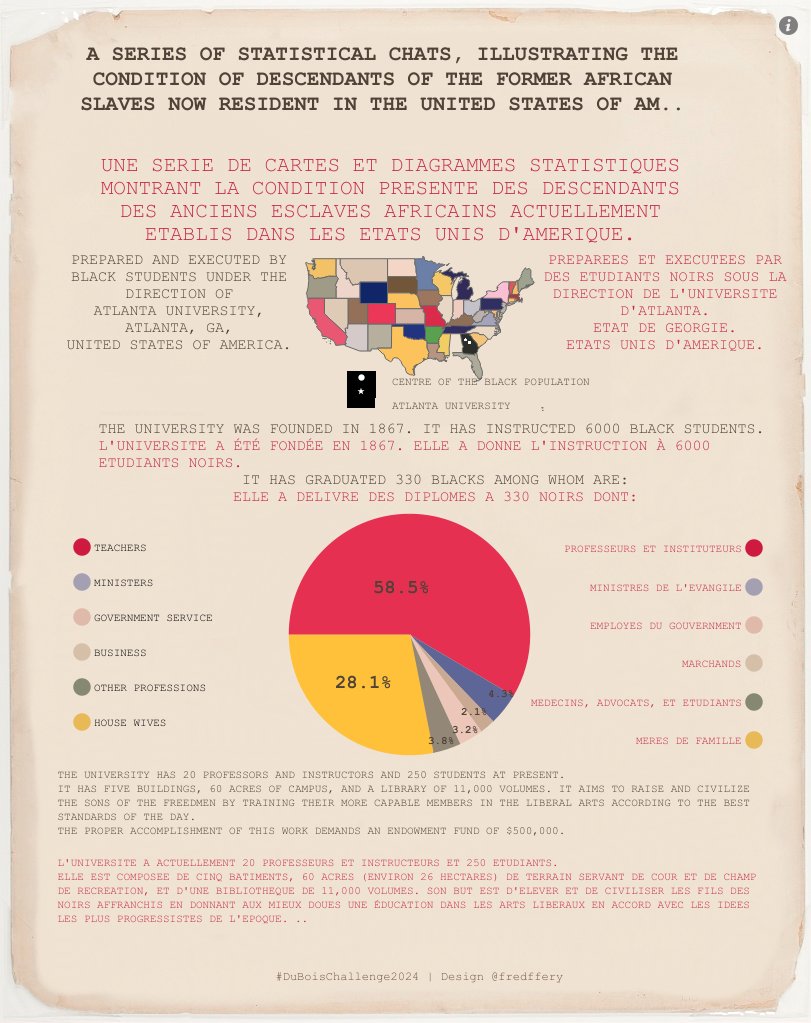 A SERIES OF STATISTICAL CHATS, ILLUSTRATING THE
CONDITION OF DESCENDANTS OF THE FORMER AFRICAN
SLAVES NOW RESIDENT IN THE UNITED STATES OF AM..
UNE SERIE DE CARTES ET DIAGRAMMES STATISTIQUES
MONTRANT LA CONDITION PRESENTE DES DESCENDANTS
DES ANCIENS ESCLAVES AFRICAINS ACTUELLEMENT
ETABLIS DANS LES ETATS UNIS D'AMERIQUE.
PREPARED AND EXECUTED BY
BLACK STUDENTS UNDER THE
DIRECTION OF
ATLANTA UNIVERSITY,
ATLANTA, GA,
UNITED STATES OF AMERICA.
PREPAREES ET EXECUTEES PAR
DES ETUDIANTS NOIRS SOUS LA
DIRECTION DE L'UNIVERSITE
D'ATLANTA.
ETAT DE GEORGIE.
ETATS UNIS D'AMERIQUE.
CENTRE OF THE BLACK POPULATION
ATLANTA UNIVERSITY
THE UNIVERSITY WAS FOUNDED IN 1867. IT HAS INSTRUCTED 6000 BLACK STUDENTS.
L'UNIVERSITE A ÉTÉ FONDÉE EN 1867. ELLE A DONNE L'INSTRUCTION À 6000
ETUDIANTS NOIRS.
IT HAS GRADUATED 330 BLACKS AMONG WHOM ARE:
ELLE A DELIVRE DES DIPLOMES A 330 NOIRS DONT:
TEACHERS
MINISTERS
GOVERNMENT SERVICE
BUSINESS
OTHER PROFESSIONS
HOUSE WIVES
58.5%
28.1%
4.3%
2.1%
3.2%
3.8%
PROFESSEURS ET INSTITUTEURS
MINISTRES DE L'EVANGILE
EMPLOYES DU GOUVERNMENT
MARCHANDS
MEDECINS, ADVOCATS, ET ETUDIANTS
MERES DE FAMILLE
THE UNIVERSITY HAS 20 PROFESSORS AND INSTRUCTORS AND 250 STUDENTS AT PRESENT.
IT HAS FIVE BUILDINGS, 60 ACRES OF CAMPUS, AND A LIBRARY OF 11,000 VOLUMES. IT AIMS TO RAISE AND CIVILIZE
THE SONS OF THE FREEDMEN BY TRAINING THEIR MORE CAPABLE MEMBERS IN THE LIBERAL ARTS ACCORDING TO THE BEST
STANDARDS OF THE DAY.
THE PROPER ACCOMPLISHMENT OF THIS WORK DEMANDS AN ENDOWMENT FUND OF $500,000.
L'UNIVERSITE A ACTUELLEMENT 20 PROFESSEURS ET INSTRUCTEURS ET 250 ETUDIANTS.
ELLE EST COMPOSEE DE CINQ BATIMENTS, 60 ACRES (ENVIRON 26 HECTARES) DE TERRAIN SERVANT DE COUR ET DE CHAMP
DE RECREATION, ET D'UNE BIBLIOTHEQUE DE 11,000 VOLUMES. SON BUT EST D'ELEVER ET DE CIVILISER LES FILS DES
NOIRS AFFRANCHIS EN DONNANT AUX MIEUX DOUES UNE ÉDUCATION DANS LES ARTS LIBERAUX EN ACCORD AVEC LES IDEES
LES PLUS PROGRESSISTES DE L'EPOQUE. ..
#DuBoisChallenge2024 | Design @fredffery